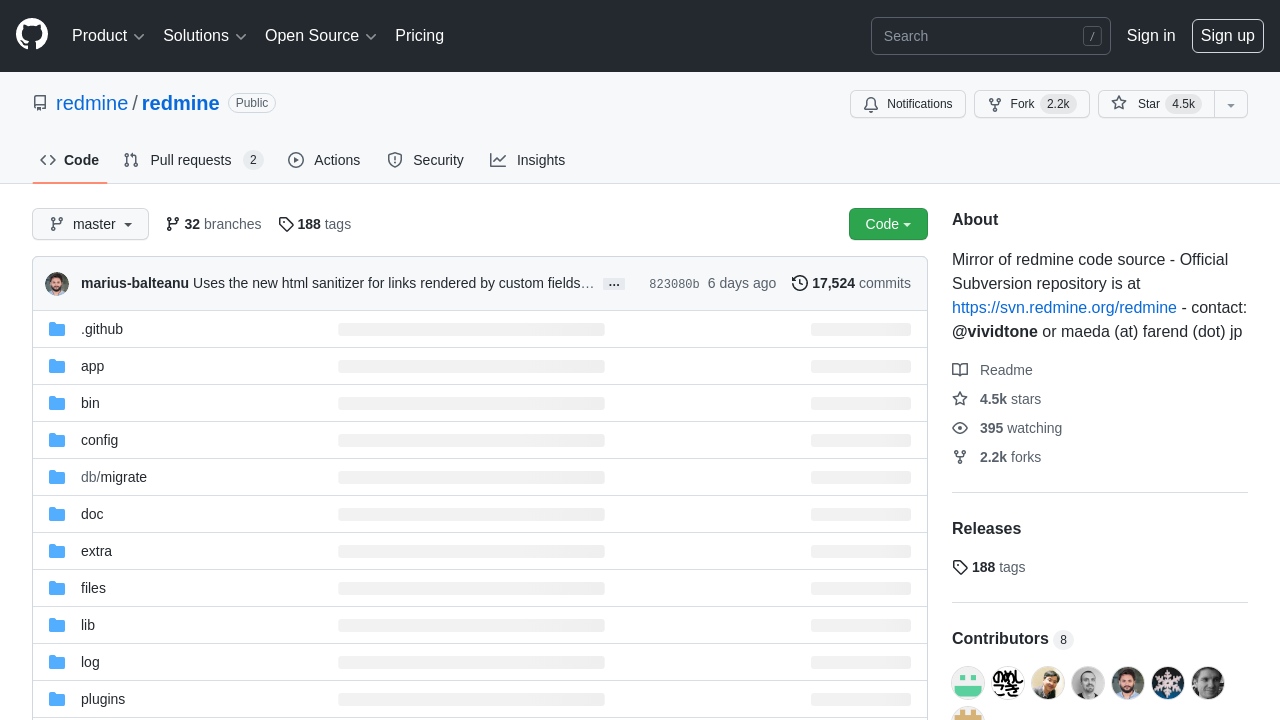 Product Solutions Open Source Pricing Search / Sign in Sign up
redmine / redmine Public Notifications Fork 2.2k Star 4.5k
Code Pull requests 2 Actions Security Insights
master 32 branches 188 tags Code
marius-balteanu Uses the new html sanitizer for links rendered by custom fields… … 823080b 6 days ago 17,524 commits
.github
app
bin
config
db/migrate
doc
extra
files
lib
log
plugins
About
Mirror of redmine code source - Official
Subversion repository is at
https://svn.redmine.org/redmine - contact:
@vividtone or maeda (at) farend (dot) jp
Readme
4.5k stars
395 watching
2.2k forks
Releases
188 tags
Contributors 8